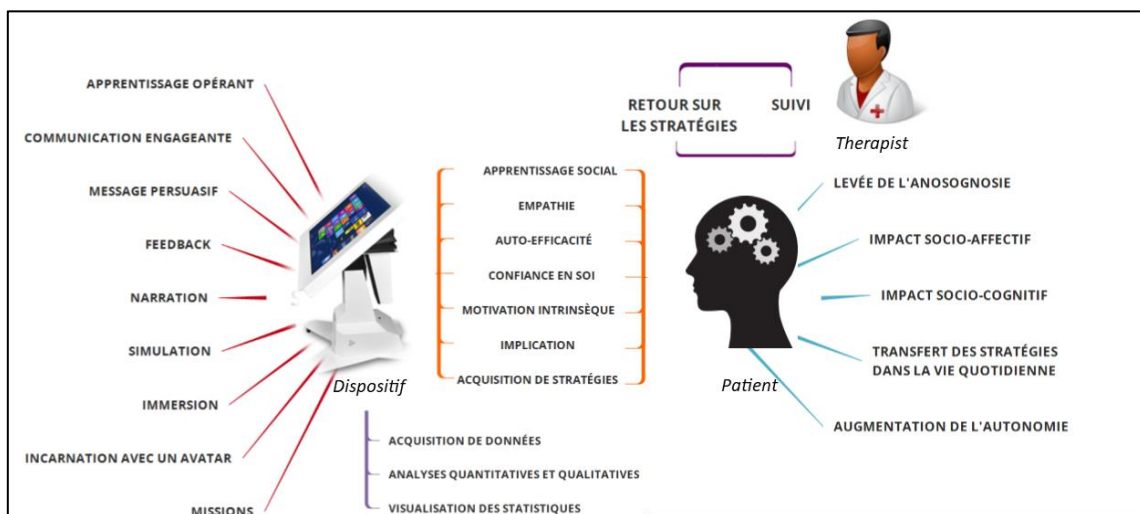 APPRENTISSAGE OPÉRANT
COMMUNICATION ENGAGEANTE
MESSAGE PERSUASIF
FEEDBACK
NARRATION
SIMULATION
IMMERSION
INCARNATION AVEC UN AVATAR
MISSIONS
Dispositif
APPRENTISSAGE SOCIAL
EMPATHIE
AUTO-EFFICACITÉ
CONFIANCE EN SOI
MOTIVATION INTRINSÈQUE
IMPLICATION
ACQUISITION DE STRATÉGIES
ACQUISITION DE DONNÉES
ANALYSES QUANTITATIVES ET QUALITATIVES
VISUALISATION DES STATISTIQUES
RETOUR SUR
LES STRATÉGIES
SUIVI
Therapist
Patient
LEVÉE DE L'ANOSOGNOSIE
IMPACT SOCIO-AFFECTIF
IMPACT SOCIO-COGNITIF
TRANSFERT DES STRATÉGIES
DANS LA VIE QUOTIDIENNE
AUGMENTATION DE L'AUTONOMIE